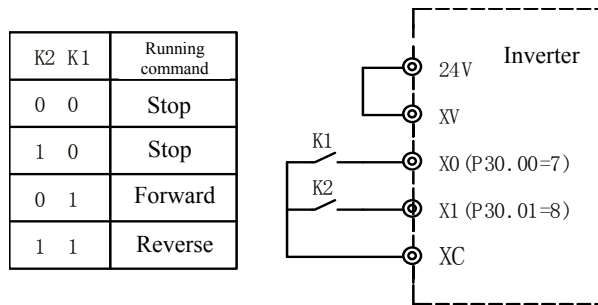 K2 K1 Running command
0 0 Stop
1 0 Stop
0 1 Forward
1 1 Reverse
Inverter
24V
XV
K1
X0 (P30.00=7)
K2
X1 (P30.01=8)
XC